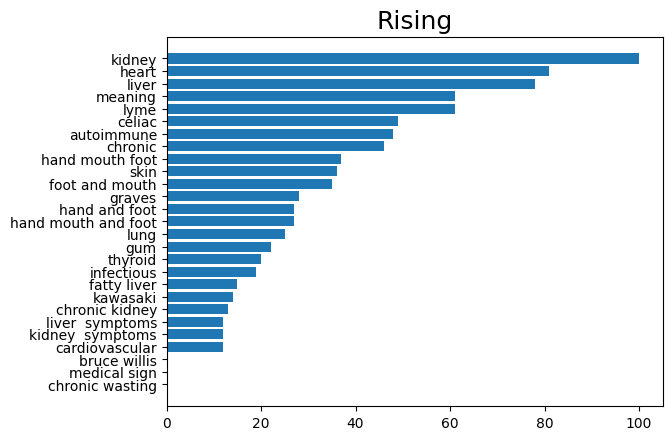 Rising
kidney
heart
liver
meaning
lyme
celiac
autoimmune
chronic
hand mouth foot
skin
foot and mouth
graves
hand and foot
hand mouth and foot
lung
gum
thyroid
infectious
fatty liver
kawasaki
chronic kidney
liver  symptoms
kidney  symptoms
cardiovascular
bruce willis
medical sign
chronic wasting
0 20 40 60 80 100